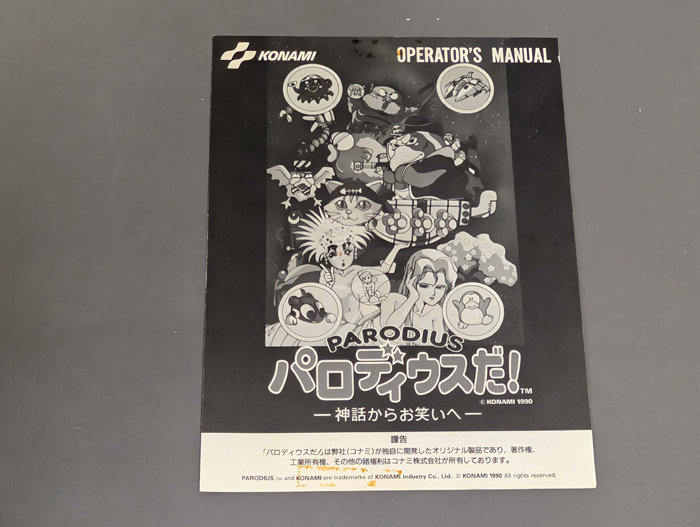 KONAMI
OPERATOR'S MANUAL
PARODIUS
パロディウスだ!™
© KONAMI 1990
—神話からお笑いへ—
謹告
「パロディウスだ!」は弊社(コナミ)が独自に開発したオリジナル製品であり、著作権、
工業所有権、その他の諸権利はコナミ株式会社が所有しております。
PARODIUS ™ and KONAMI are trademarks of KONAMI Industry Co., Ltd. © KONAMI 1990 All rights reserved.